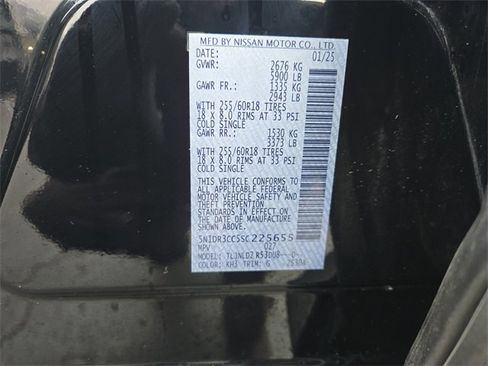 MFD BY NISSAN MOTOR CO., LTD.
DATE: 01/25
GVWR: 2676 KG
5900 LB
GAWR FR.: 1335 KG
2943 LB
WITH 255/60R18 TIRES
18 X 8.0 RIMS AT 33 PSI
COLD SINGLE
GAWR RR.: 1530 KG
3373 LB
WITH 255/60R18 TIRES
18 X 8.0 RIMS AT 33 PSI
COLD SINGLE
THIS VEHICLE CONFORMS TO
ALL APPLICABLE FEDERAL
MOTOR VEHICLE SAFETY AND
THEFT PREVENTION
STANDARDS IN EFFECT ON
THE DATE OF MANUFACTURE
SHOWN ABOVE.
5N1DR3CC5SC225655
MPV 027
MODEL:
COLOR: KH3 TRIM: G